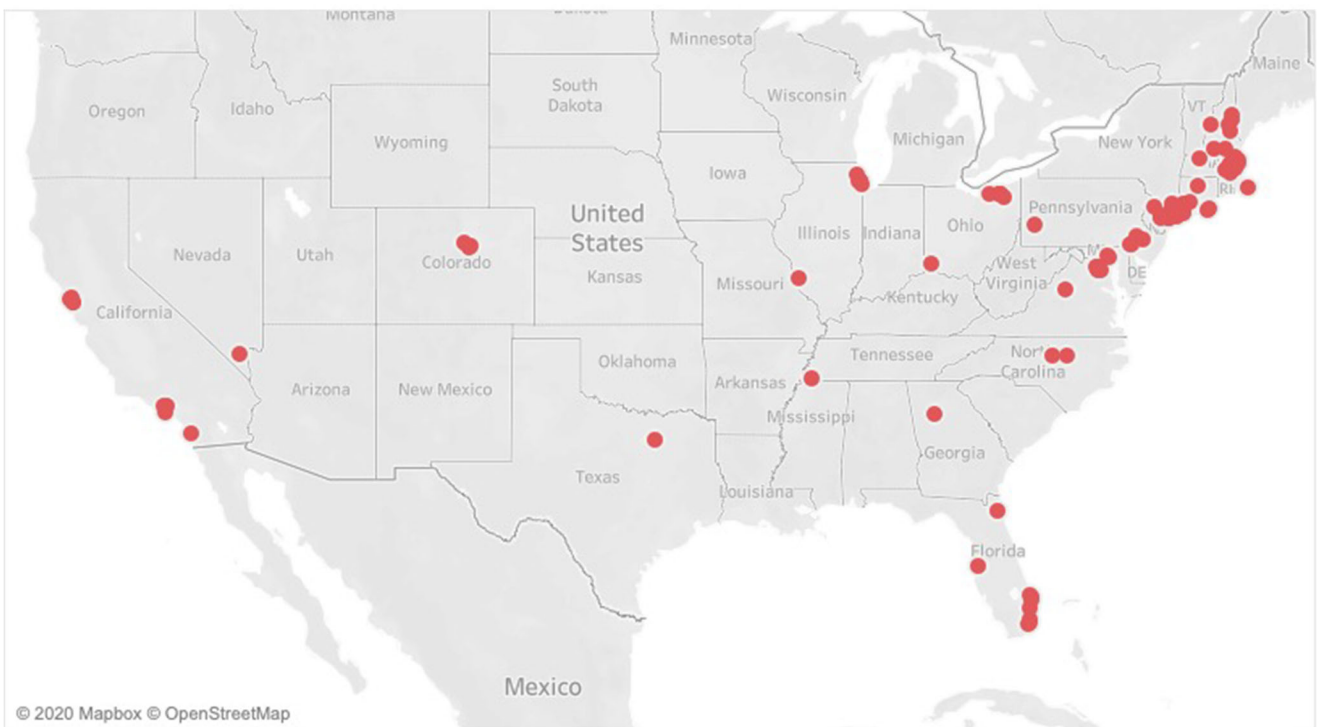 Montana
Dakota
Minnesota
Maine
Oregon
Idaho
South
Dakota
Wisconsin
VT
Wyoming
Michigan
New York
Iowa
RI
Nevada
Utah
Colorado
United
States
Illinois
Indiana
Ohio
Pennsylvania
California
Kansas
Missouri
West
Virginia
DE
Kentucky
Arizona
New Mexico
Oklahoma
Arkansas
Tennessee
Carolina
Mississippi
Texas
Louisiana
Georgia
Florida
Mexico
© 2020 Mapbox © OpenStreetMap